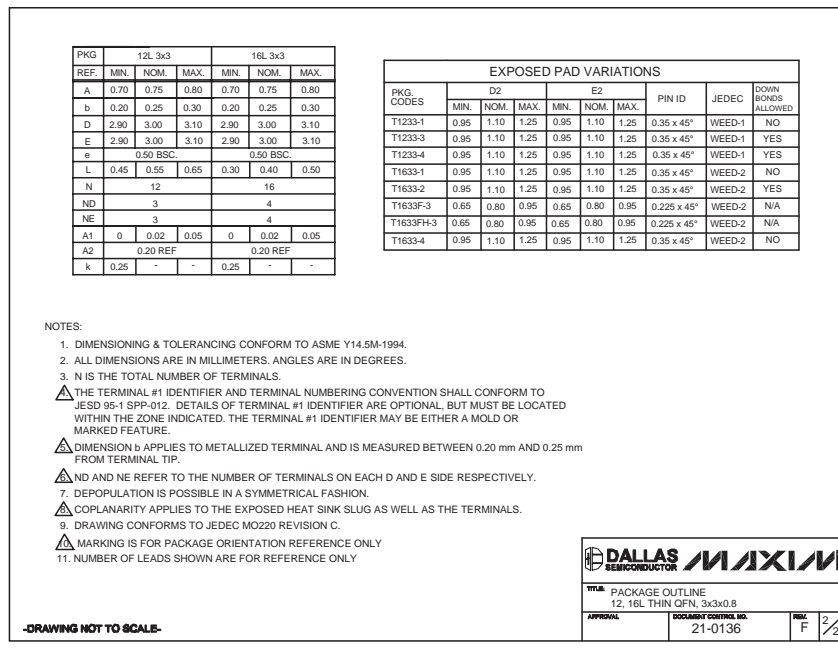 PKG 12L 3x3 16L 3x3
REF. MIN. NOM. MAX. MIN. NOM. MAX.
A 0.70 0.75 0.80 0.70 0.75 0.80
b 0.20 0.25 0.30 0.20 0.25 0.30
D 2.90 3.00 3.10 2.90 3.00 3.10
E 2.90 3.00 3.10 2.90 3.00 3.10
e 0.50 BSC. 0.50 BSC.
L 0.45 0.55 0.65 0.30 0.40 0.50
N 12 16
ND 3 4
NE 3 4
A1 0 0.02 0.05 0 0.02 0.05
A2 0.20 REF 0.20 REF
k 0.25 - - 0.25 - -
EXPOSED PAD VARIATIONS
PKG. CODES D2 E2 PIN ID JEDEC DOWN BONDS ALLOWED
MIN. NOM. MAX. MIN. NOM. MAX.
T1233-1 0.95 1.10 1.25 0.95 1.10 1.25 0.35 x 45° WEED-1 NO
T1233-3 0.95 1.10 1.25 0.95 1.10 1.25 0.35 x 45° WEED-1 YES
T1233-4 0.95 1.10 1.25 0.95 1.10 1.25 0.35 x 45° WEED-1 YES
T1633-1 0.95 1.10 1.25 0.95 1.10 1.25 0.35 x 45° WEED-2 NO
T1633-2 0.95 1.10 1.25 0.95 1.10 1.25 0.35 x 45° WEED-2 YES
T1633F-3 0.65 0.80 0.95 0.65 0.80 0.95 0.225 x 45° WEED-2 N/A
T1633FH-3 0.65 0.80 0.95 0.65 0.80 0.95 0.225 x 45° WEED-2 N/A
T1633-4 0.95 1.10 1.25 0.95 1.10 1.25 0.35 x 45° WEED-2 NO
NOTES:
1. DIMENSIONING & TOLERANCING CONFORM TO ASME Y14.5M-1994.
2. ALL DIMENSIONS ARE IN MILLIMETERS. ANGLES ARE IN DEGREES.
3. N IS THE TOTAL NUMBER OF TERMINALS.
4. THE TERMINAL #1 IDENTIFIER AND TERMINAL NUMBERING CONVENTION SHALL CONFORM TO
JESD 95-1 SPP-012. DETAILS OF TERMINAL #1 IDENTIFIER ARE OPTIONAL, BUT MUST BE LOCATED
WITHIN THE ZONE INDICATED. THE TERMINAL #1 IDENTIFIER MAY BE EITHER A MOLD OR
MARKED FEATURE.
5. DIMENSION b APPLIES TO METALLIZED TERMINAL AND IS MEASURED BETWEEN 0.20 mm AND 0.25 mm
FROM TERMINAL TIP.
6. ND AND NE REFER TO THE NUMBER OF TERMINALS ON EACH D AND E SIDE RESPECTIVELY.
7. DEPOPULATION IS POSSIBLE IN A SYMMETRICAL FASHION.
8. COPLANARITY APPLIES TO THE EXPOSED HEAT SINK SLUG AS WELL AS THE TERMINALS.
9. DRAWING CONFORMS TO JEDEC MO220 REVISION C.
10. MARKING IS FOR PACKAGE ORIENTATION REFERENCE ONLY
11. NUMBER OF LEADS SHOWN ARE FOR REFERENCE ONLY
DALLAS SEMICONDUCTOR MAXIM
TITLE: PACKAGE OUTLINE
12, 16L THIN QFN, 3x3x0.8
APPROVAL DOCUMENT CONTROL NO. REV.
21-0136 F 2/2
-DRAWING NOT TO SCALE-